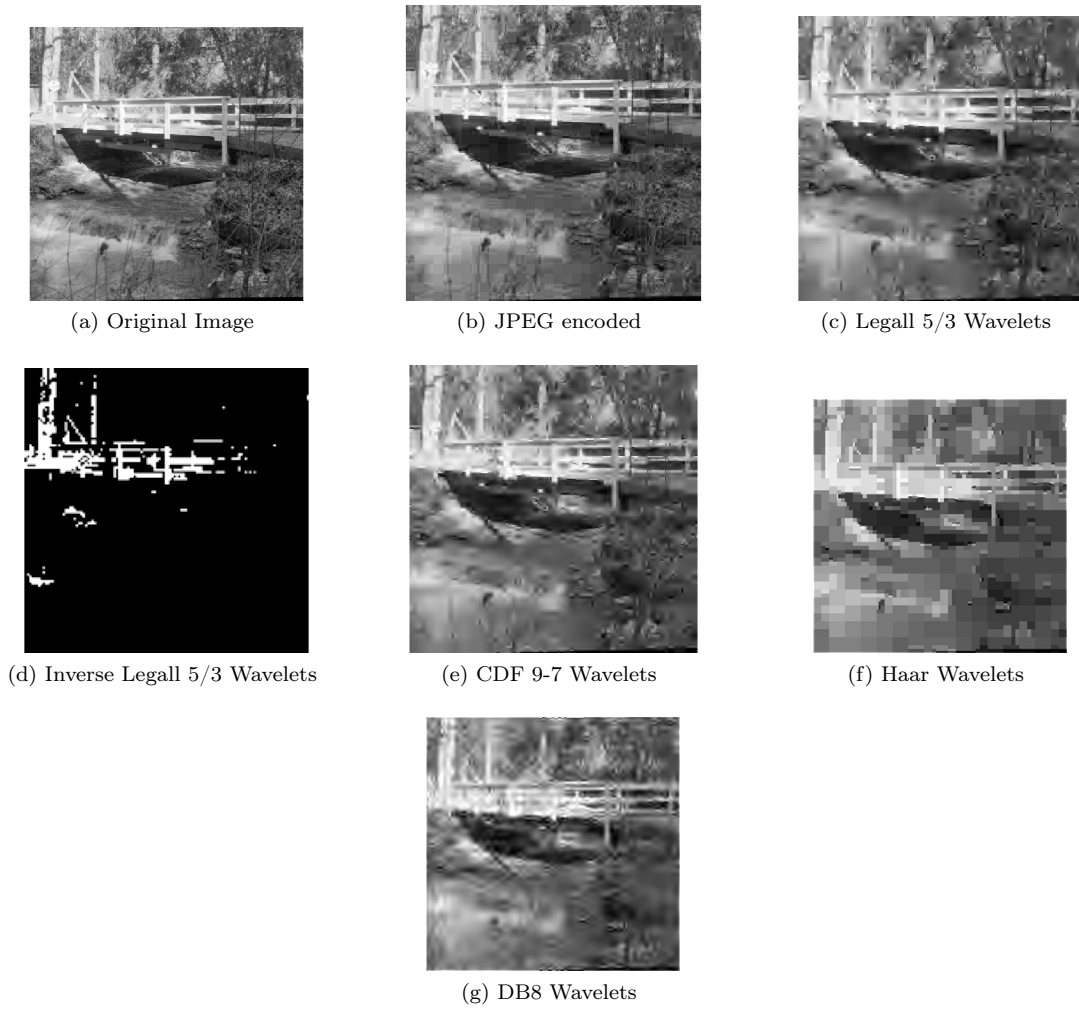 (a) Original Image
(b) JPEG encoded
(c) Legall 5/3 Wavelets
(d) Inverse Legall 5/3 Wavelets
(e) CDF 9-7 Wavelets
(f) Haar Wavelets
(g) DB8 Wavelets